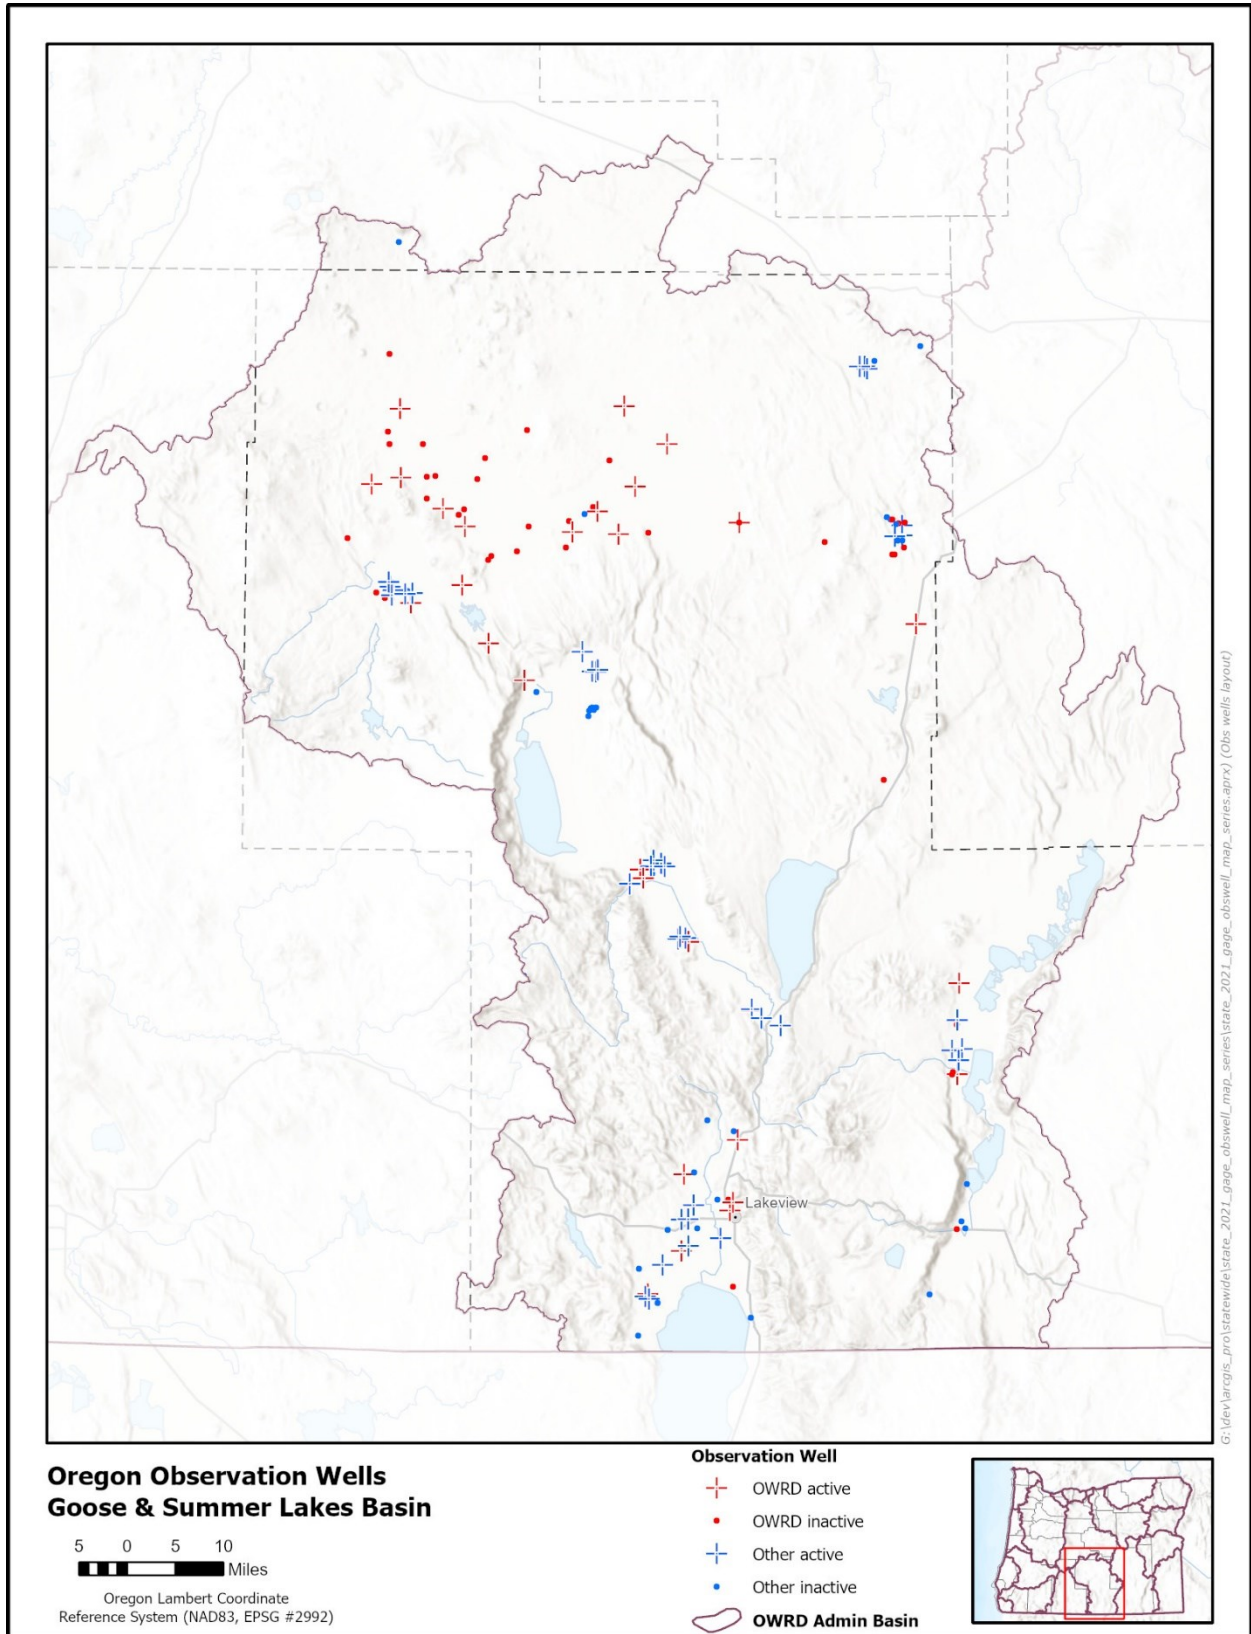 Lakeview
G:\dev\arcgis_pro\statewide\state_2021_gage_obswell_map_series\state_2021_gage_obswell_map_series.aprx) (Obs wells layout)
Oregon Observation Wells
Goose & Summer Lakes Basin
5 0 5 10
Miles
Oregon Lambert Coordinate
Reference System (NAD83, EPSG #2992)
Observation Well
OWRD active
OWRD inactive
Other active
Other inactive
OWRD Admin Basin